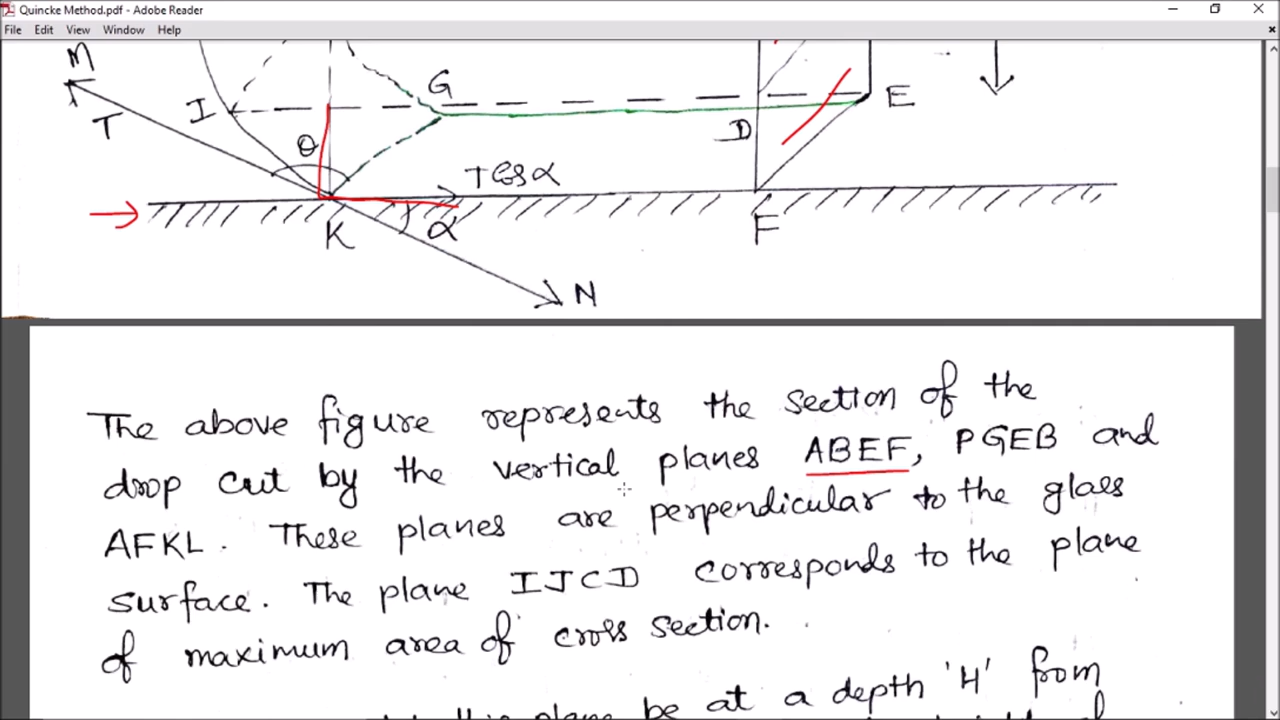 Quincke Method.pdf - Adobe Reader
File Edit View Window Help
M
G
I
E
T
θ
D
T cos α
K
α
F
N
The above figure represents the section of the
drop cut by the vertical planes ABEF, PGEB and
AFKL. These planes are perpendicular to the glass
surface. The plane IJCD corresponds to the plane
of maximum area of cross section.
plane be at a depth 'H' from